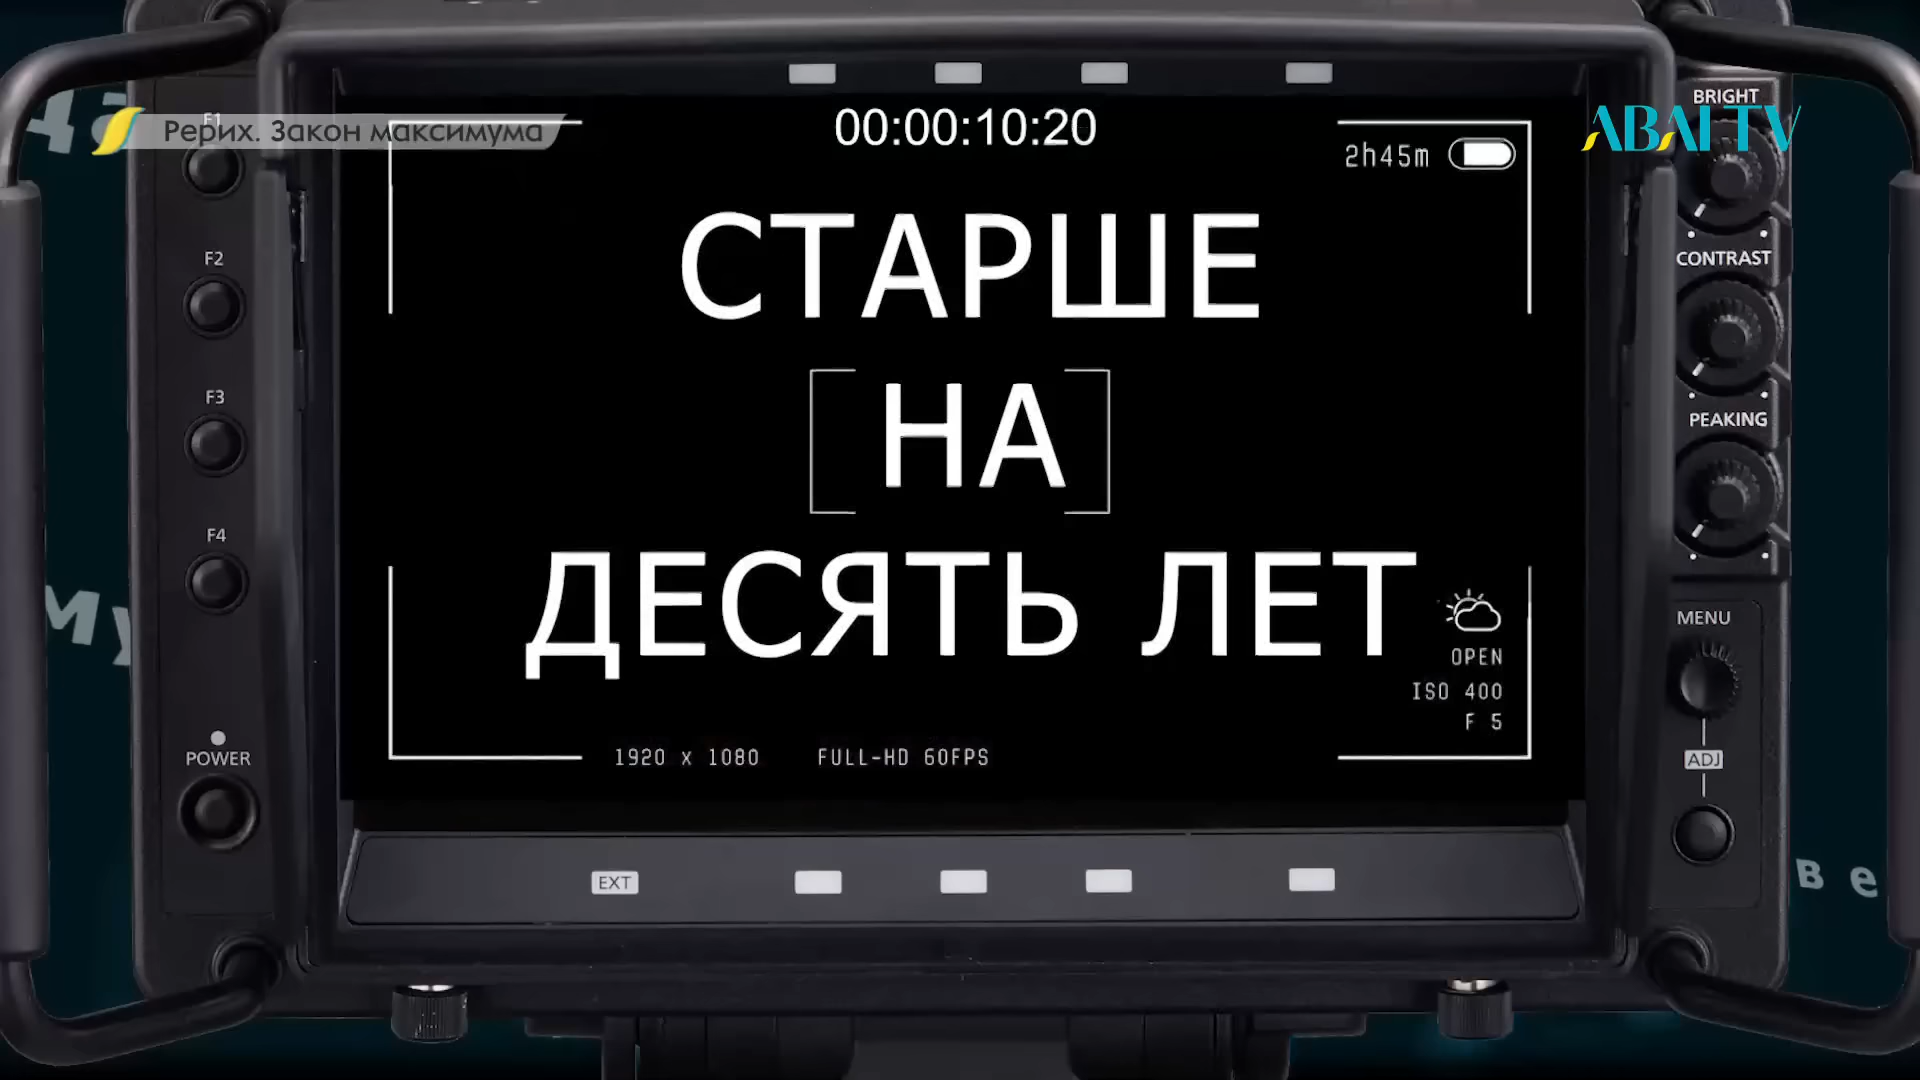 Рерих. Закон максимума
ABAI TV
00:00:10:20
2h45m
СТАРШЕ
НА
ДЕСЯТЬ ЛЕТ
OPEN
ISO 400
F 5
1920 x 1080 FULL-HD 60FPS
F1
F2
F3
F4
POWER
EXT
BRIGHT
CONTRAST
PEAKING
MENU
ADJ
в е